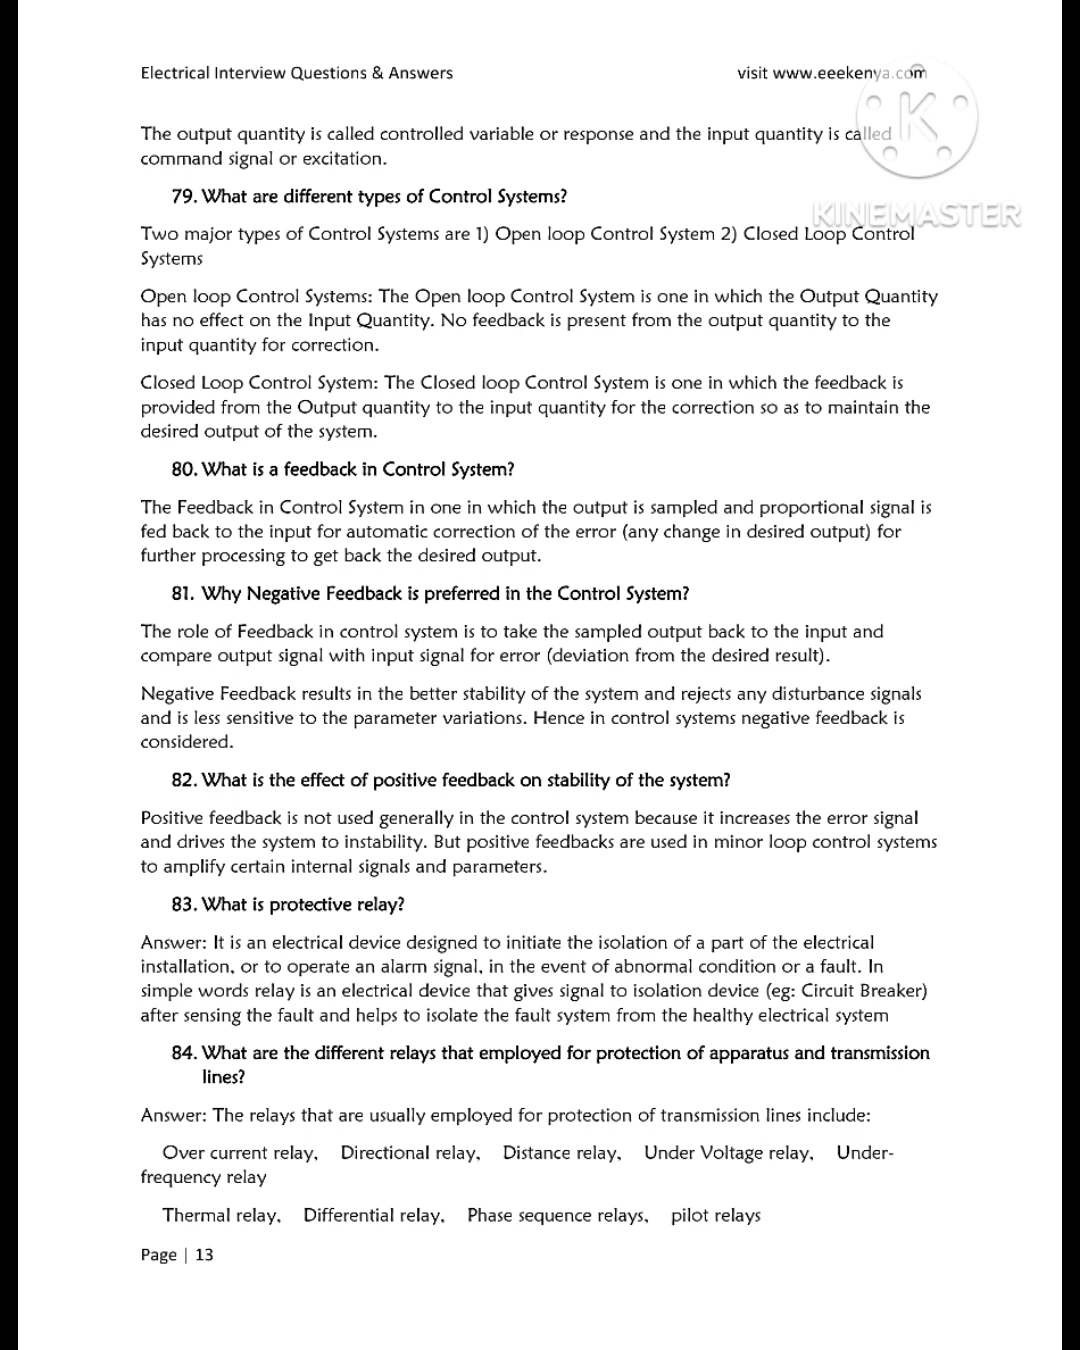 Electrical Interview Questions & Answers visit www.eeekenya.com
K
KINEMASTER
The output quantity is called controlled variable or response and the input quantity is called
command signal or excitation.
79. What are different types of Control Systems?
Two major types of Control Systems are 1) Open loop Control System 2) Closed Loop Control
Systems
Open loop Control Systems: The Open loop Control System is one in which the Output Quantity
has no effect on the Input Quantity. No feedback is present from the output quantity to the
input quantity for correction.
Closed Loop Control System: The Closed loop Control System is one in which the feedback is
provided from the Output quantity to the input quantity for the correction so as to maintain the
desired output of the system.
80. What is a feedback in Control System?
The Feedback in Control System in one in which the output is sampled and proportional signal is
fed back to the input for automatic correction of the error (any change in desired output) for
further processing to get back the desired output.
81. Why Negative Feedback is preferred in the Control System?
The role of Feedback in control system is to take the sampled output back to the input and
compare output signal with input signal for error (deviation from the desired result).
Negative Feedback results in the better stability of the system and rejects any disturbance signals
and is less sensitive to the parameter variations. Hence in control systems negative feedback is
considered.
82. What is the effect of positive feedback on stability of the system?
Positive feedback is not used generally in the control system because it increases the error signal
and drives the system to instability. But positive feedbacks are used in minor loop control systems
to amplify certain internal signals and parameters.
83. What is protective relay?
Answer: It is an electrical device designed to initiate the isolation of a part of the electrical
installation, or to operate an alarm signal, in the event of abnormal condition or a fault. In
simple words relay is an electrical device that gives signal to isolation device (eg: Circuit Breaker)
after sensing the fault and helps to isolate the fault system from the healthy electrical system
84. What are the different relays that employed for protection of apparatus and transmission
lines?
Answer: The relays that are usually employed for protection of transmission lines include:
Over current relay, Directional relay, Distance relay, Under Voltage relay, Under-
frequency relay
Thermal relay, Differential relay, Phase sequence relays, pilot relays
Page | 13